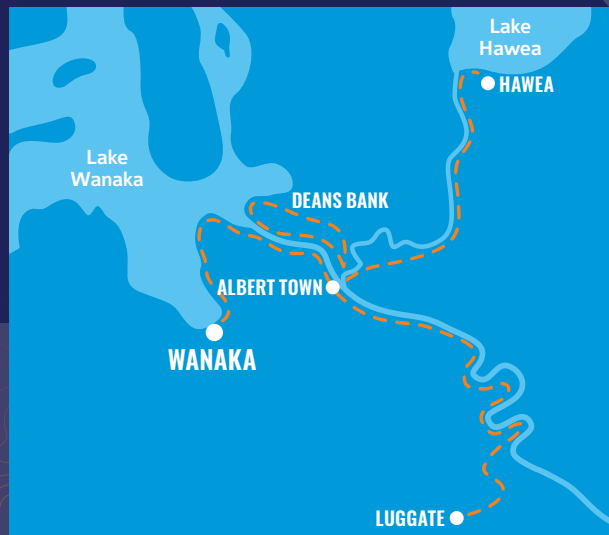 Lake
Hawea
HAWEA
Lake
Wanaka
DEANS BANK
ALBERT TOWN
WANAKA
LUGGATE